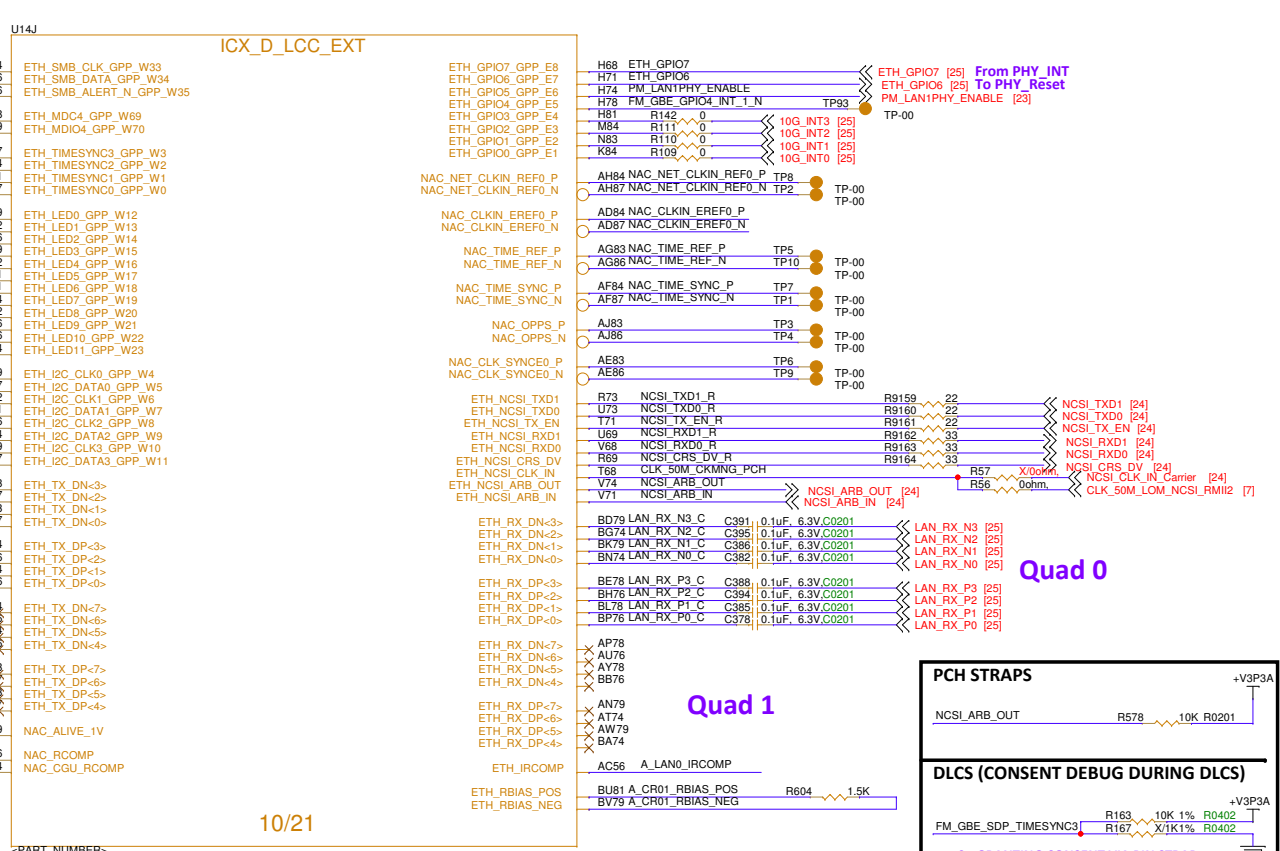 U14J
ICX_D_LCC_EXT
ETH_SMB_CLK_GPP_W33
ETH_SMB_DATA_GPP_W34
ETH_SMB_ALERT_N_GPP_W35
ETH_MDC4_GPP_W69
ETH_MDIO4_GPP_W70
ETH_TIMESYNC3_GPP_W3
ETH_TIMESYNC2_GPP_W2
ETH_TIMESYNC1_GPP_W1
ETH_TIMESYNC0_GPP_W0
ETH_LED0_GPP_W12
ETH_LED1_GPP_W13
ETH_LED2_GPP_W14
ETH_LED3_GPP_W15
ETH_LED4_GPP_W16
ETH_LED5_GPP_W17
ETH_LED6_GPP_W18
ETH_LED7_GPP_W19
ETH_LED8_GPP_W20
ETH_LED9_GPP_W21
ETH_LED10_GPP_W22
ETH_LED11_GPP_W23
ETH_I2C_CLK0_GPP_W4
ETH_I2C_DATA0_GPP_W5
ETH_I2C_CLK1_GPP_W6
ETH_I2C_DATA1_GPP_W7
ETH_I2C_CLK2_GPP_W8
ETH_I2C_DATA2_GPP_W9
ETH_I2C_CLK3_GPP_W10
ETH_I2C_DATA3_GPP_W11
ETH_TX_DN<3>
ETH_TX_DN<2>
ETH_TX_DN<1>
ETH_TX_DN<0>
ETH_TX_DP<3>
ETH_TX_DP<2>
ETH_TX_DP<1>
ETH_TX_DP<0>
ETH_TX_DN<7>
ETH_TX_DN<6>
ETH_TX_DN<5>
ETH_TX_DN<4>
ETH_TX_DP<7>
ETH_TX_DP<6>
ETH_TX_DP<5>
ETH_TX_DP<4>
NAC_ALIVE_1V
NAC_RCOMP
NAC_CGU_RCOMP
10/21
ETH_GPIO7_GPP_E8 H68 ETH_GPIO7 ETH_GPIO7 [25] From PHY_INT
ETH_GPIO6_GPP_E7 H71 ETH_GPIO6 ETH_GPIO6 [25] To PHY_Reset
ETH_GPIO5_GPP_E6 H74 PM_LAN1PHY_ENABLE PM_LAN1PHY_ENABLE [23]
ETH_GPIO4_GPP_E5 H78 FM_GBE_GPIO4_INT_1_N TP93 TP-00
ETH_GPIO3_GPP_E4 H81 R142 0 10G_INT3 [25]
ETH_GPIO2_GPP_E3 M84 R111 0 10G_INT2 [25]
ETH_GPIO1_GPP_E2 N83 R110 0 10G_INT1 [25]
ETH_GPIO0_GPP_E1 K84 R109 0 10G_INT0 [25]
NAC_NET_CLKIN_REF0_P AH84 NAC_NET_CLKIN_REF0_P TP8 TP-00
NAC_NET_CLKIN_REF0_N AH87 NAC_NET_CLKIN_REF0_N TP2 TP-00
NAC_CLKIN_EREF0_P AD84 NAC_CLKIN_EREF0_P
NAC_CLKIN_EREF0_N AD87 NAC_CLKIN_EREF0_N
NAC_TIME_REF_P AG83 NAC_TIME_REF_P TP5 TP-00
NAC_TIME_REF_N AG86 NAC_TIME_REF_N TP10 TP-00
NAC_TIME_SYNC_P AF84 NAC_TIME_SYNC_P TP7 TP-00
NAC_TIME_SYNC_N AF87 NAC_TIME_SYNC_N TP1 TP-00
NAC_OPPS_P AJ83 TP3 TP-00
NAC_OPPS_N AJ86 TP4 TP-00
NAC_CLK_SYNCE0_P AE83 TP6 TP-00
NAC_CLK_SYNCE0_N AE86 TP9 TP-00
ETH_NCSI_TXD1 R73 NCSI_TXD1_R R9159 22 NCSI_TXD1 [24]
ETH_NCSI_TXD0 U73 NCSI_TXD0_R R9160 22 NCSI_TXD0 [24]
ETH_NCSI_TX_EN T71 NCSI_TX_EN_R R9161 22 NCSI_TX_EN [24]
ETH_NCSI_RXD1 U69 NCSI_RXD1_R R9162 33 NCSI_RXD1 [24]
ETH_NCSI_RXD0 V68 NCSI_RXD0_R R9163 33 NCSI_RXD0 [24]
ETH_NCSI_CRS_DV R69 NCSI_CRS_DV_R R9164 33 NCSI_CRS_DV [24]
ETH_NCSI_CLK_IN T68 CLK_50M_CKMNG_PCH R57 X/0ohm, NCSI_CLK_IN_Carrier [24]
R56 0ohm, CLK_50M_LOM_NCSI_RMII2 [7]
ETH_NCSI_ARB_OUT V74 NCSI_ARB_OUT NCSI_ARB_OUT [24]
ETH_NCSI_ARB_IN V71 NCSI_ARB_IN NCSI_ARB_IN [24]
ETH_RX_DN<3> BD79 LAN_RX_N3_C C391 0.1uF, 6.3V,C0201 LAN_RX_N3 [25]
ETH_RX_DN<2> BG74 LAN_RX_N2_C C395 0.1uF, 6.3V,C0201 LAN_RX_N2 [25]
ETH_RX_DN<1> BK79 LAN_RX_N1_C C386 0.1uF, 6.3V,C0201 LAN_RX_N1 [25]
ETH_RX_DN<0> BN74 LAN_RX_N0_C C382 0.1uF, 6.3V,C0201 LAN_RX_N0 [25]
Quad 0
ETH_RX_DP<3> BE78 LAN_RX_P3_C C388 0.1uF, 6.3V,C0201 LAN_RX_P3 [25]
ETH_RX_DP<2> BH76 LAN_RX_P2_C C394 0.1uF, 6.3V,C0201 LAN_RX_P2 [25]
ETH_RX_DP<1> BL78 LAN_RX_P1_C C385 0.1uF, 6.3V,C0201 LAN_RX_P1 [25]
ETH_RX_DP<0> BP76 LAN_RX_P0_C C378 0.1uF, 6.3V,C0201 LAN_RX_P0 [25]
ETH_RX_DN<7> AP78
ETH_RX_DN<6> AU76
ETH_RX_DN<5> AY78
ETH_RX_DN<4> BB76
Quad 1
ETH_RX_DP<7> AN79
ETH_RX_DP<6> AT74
ETH_RX_DP<5> AW79
ETH_RX_DP<4> BA74
ETH_IRCOMP AC56 A_LAN0_IRCOMP
ETH_RBIAS_POS BU81 A_CR01_RBIAS_POS R604 1.5K
ETH_RBIAS_NEG BV79 A_CR01_RBIAS_NEG
PCH STRAPS
+V3P3A
NCSI_ARB_OUT R578 10K R0201
DLCS (CONSENT DEBUG DURING DLCS)
+V3P3A
R163 10K 1% R0402
FM_GBE_SDP_TIMESYNC3 R167 X/1K1% R0402